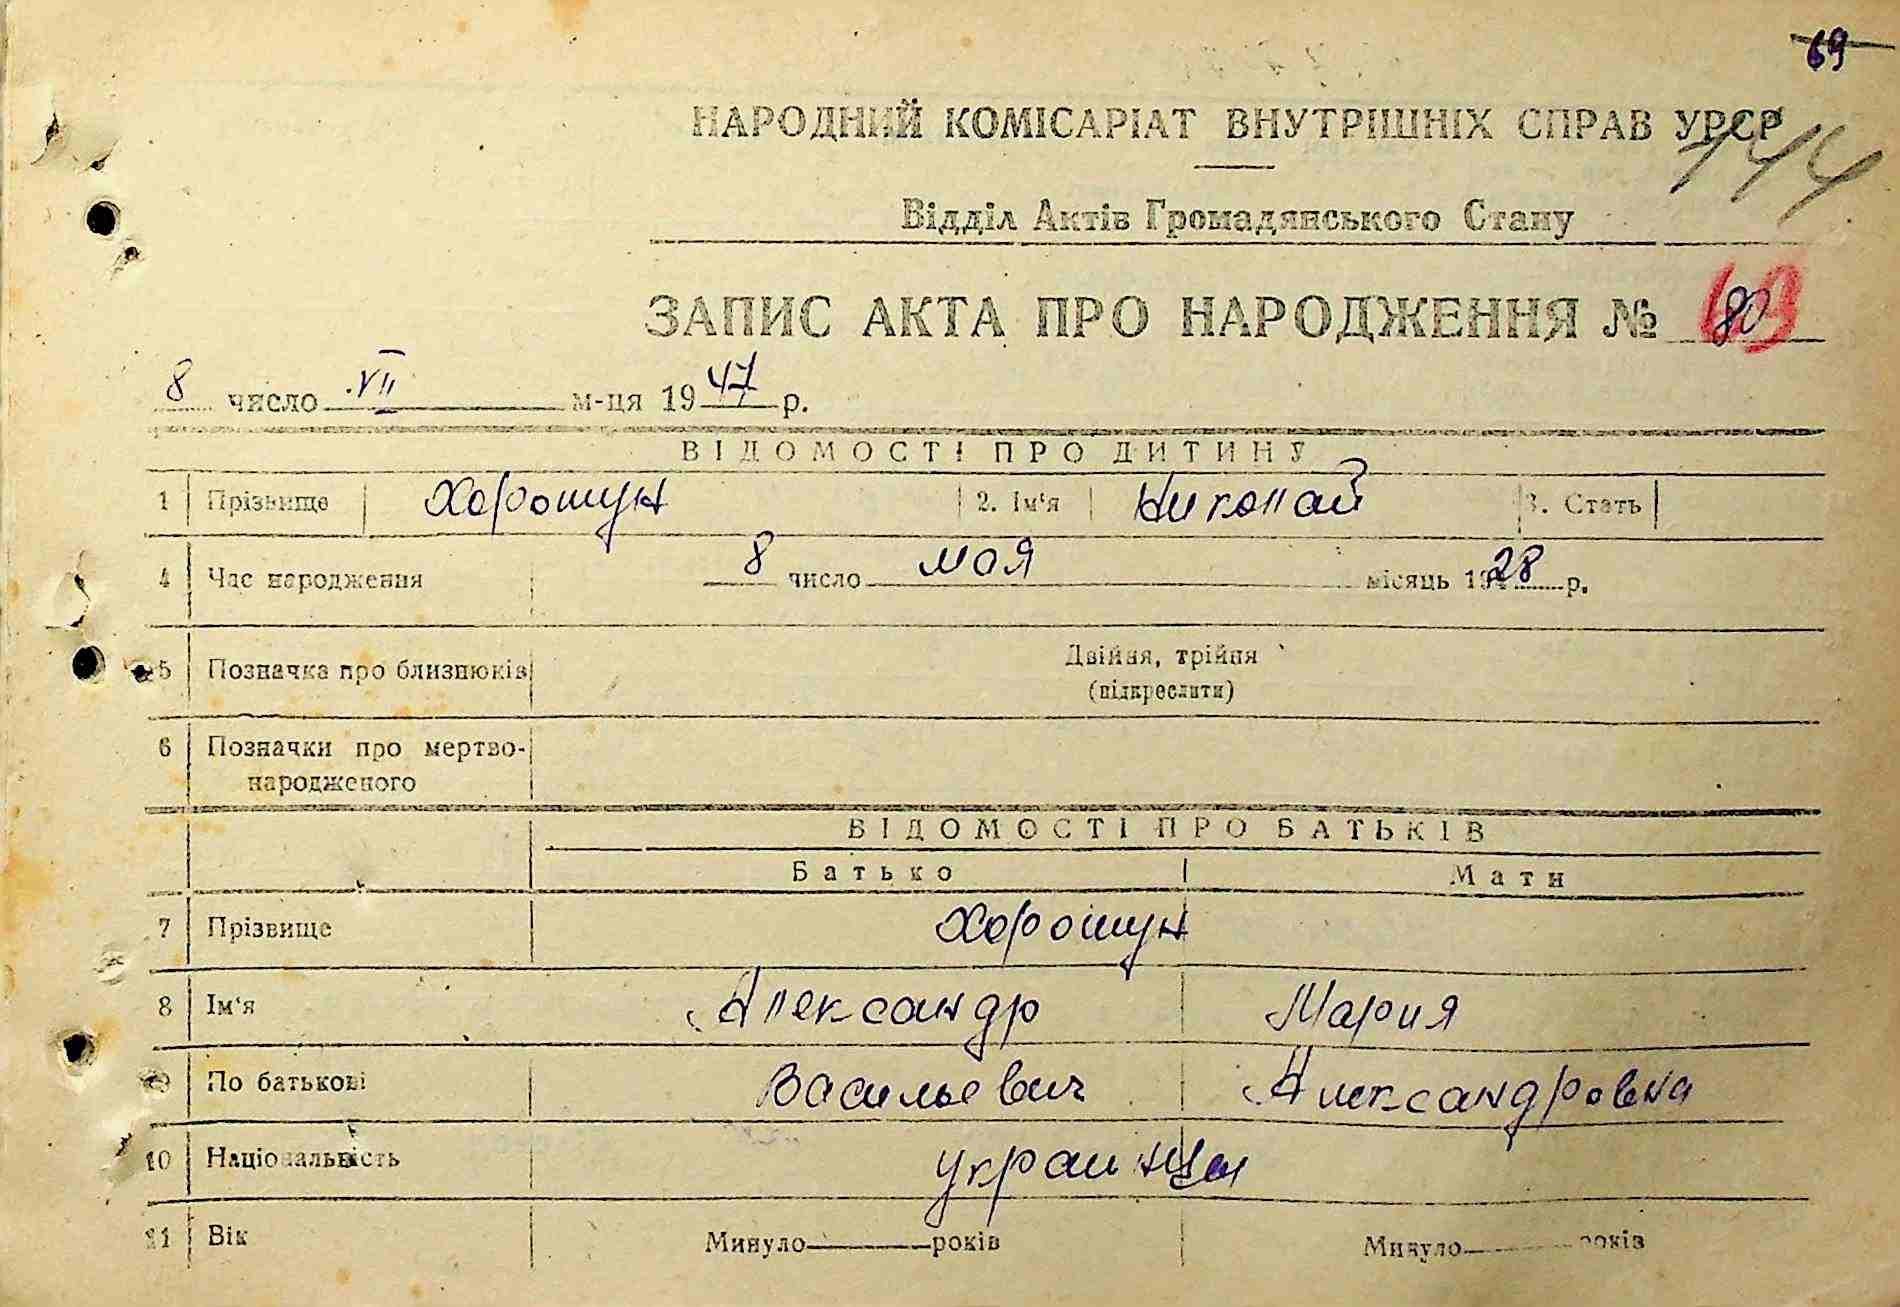 69
НАРОДНИЙ КОМІСАРІАТ ВНУТРІШНІХ СПРАВ УРСР
144
Відділ Актів Громадянського Стану
ЗАПИС АКТА ПРО НАРОДЖЕННЯ № 80 69
8 число VII м-ця 1947 р.
ВІДОМОСТІ ПРО ДИТИНУ
1 Прізвище Хорошун 2. Ім'я Николай 3. Стать
4 Час народження 8 число мая місяць 1928 р.
5 Позначка про близнюків Двійня, трійня
(підкреслити)
6 Позначки про мертво-
народженого
ВІДОМОСТІ ПРО БАТЬКІВ
Батько Мати
7 Прізвище Хорошун
8 Ім'я Александр Мария
9 По батькові Васильевич Александровна
10 Національність украинцы
11 Вік Минуло років Минуло років